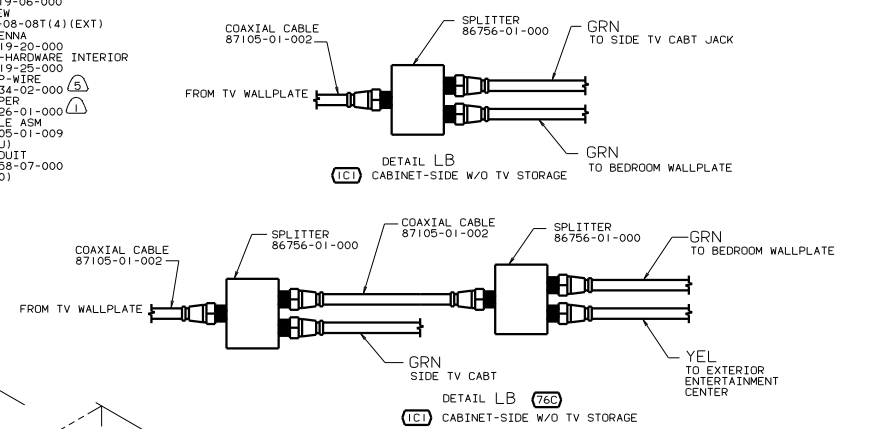 19-06-000
EW
-08-08T(4)(EXT)
ENNA
19-20-000
-HARDWARE INTERIOR
19-25-000
P-WIRE
34-02-000 5
PER
26-01-000 1
LE ASM
05-01-009
U)
DUIT
58-07-000
0)
COAXIAL CABLE
87105-01-002
SPLITTER
86756-01-000
GRN
TO SIDE TV CABT JACK
FROM TV WALLPLATE
GRN
TO BEDROOM WALLPLATE
DETAIL LB
1C1 CABINET-SIDE W/O TV STORAGE
COAXIAL CABLE
87105-01-002
SPLITTER
86756-01-000
COAXIAL CABLE
87105-01-002
SPLITTER
86756-01-000
GRN
TO BEDROOM WALLPLATE
FROM TV WALLPLATE
GRN
SIDE TV CABT
YEL
TO EXTERIOR
ENTERTAINMENT
CENTER
DETAIL LB 76C
1C1 CABINET-SIDE W/O TV STORAGE